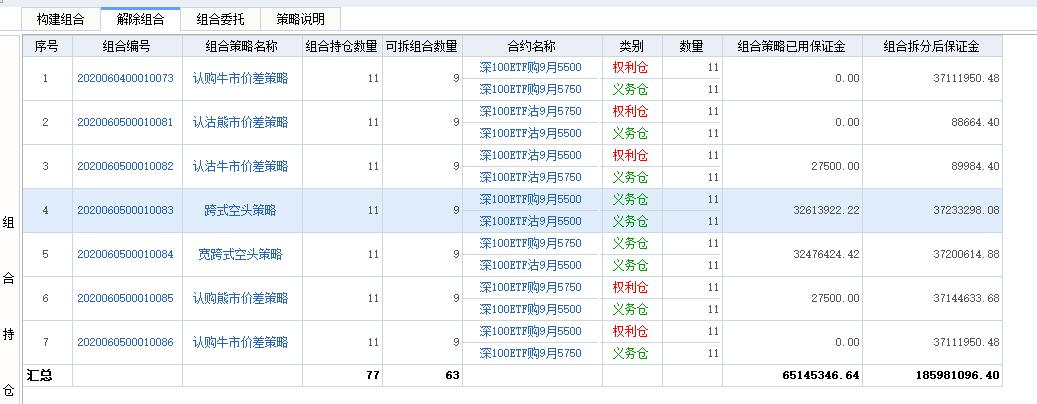 构建组合 解除组合 组合委托 策略说明
序号 组合编号 组合策略名称 组合持仓数量 可拆组合数量 合约名称 类别 数量 组合策略已用保证金 组合拆分后保证金
1 2020060400010073 认购牛市价差策略 11 9 深100ETF购9月5500 权利仓 11 0.00 37111950.48
深100ETF购9月5750 义务仓 11
2 2020060500010081 认沽熊市价差策略 11 9 深100ETF沽9月5750 权利仓 11 0.00 88664.40
深100ETF沽9月5500 义务仓 11
3 2020060500010082 认沽牛市价差策略 11 9 深100ETF沽9月5500 权利仓 11 27500.00 89984.40
深100ETF沽9月5750 义务仓 11
4 2020060500010083 跨式空头策略 11 9 深100ETF购9月5500 义务仓 11 32613922.22 37233298.08
深100ETF沽9月5500 义务仓 11
5 2020060500010084 宽跨式空头策略 11 9 深100ETF购9月5750 义务仓 11 32476424.42 37200614.88
深100ETF沽9月5500 义务仓 11
6 2020060500010085 认购熊市价差策略 11 9 深100ETF购9月5750 权利仓 11 27500.00 37144633.68
深100ETF购9月5500 义务仓 11
7 2020060500010086 认购牛市价差策略 11 9 深100ETF购9月5500 权利仓 11 0.00 37111950.48
深100ETF购9月5750 义务仓 11
汇总 77 63 65145346.64 185981096.40
组
合
持
仓